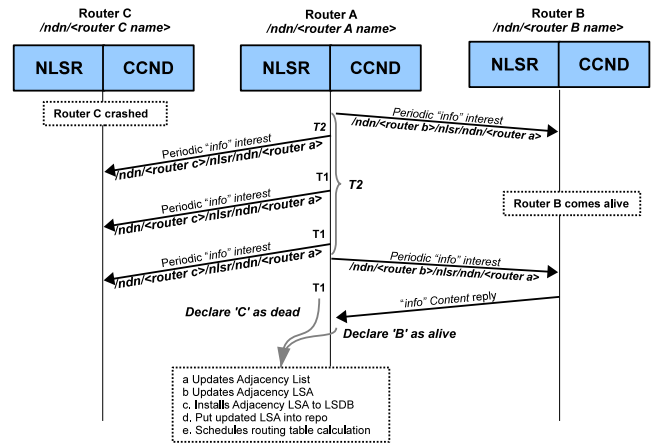 Router C
/ndn/<router C name>
Router A
/ndn/<router A name>
Router B
/ndn/<router B name>
NLSR CCND
NLSR CCND
NLSR CCND
Router C crashed
Periodic "info" interest
/ndn/<router b>/nlsr/ndn/<router a>
T2
Periodic "info" interest
/ndn/<router c>/nlsr/ndn/<router a>
T1
T2
Periodic "info" interest
/ndn/<router c>/nlsr/ndn/<router a>
Router B comes alive
T1
Periodic "info" interest
/ndn/<router c>/nlsr/ndn/<router a>
Periodic "info" interest
/ndn/<router b>/nlsr/ndn/<router a>
T1
"info" Content reply
Declare 'C' as dead
Declare 'B' as alive
a Updates Adjacency List
b Updates Adjacency LSA
c. Installs Adjacency LSA to LSDB
d. Put updated LSA into repo
e. Schedules routing table calculation